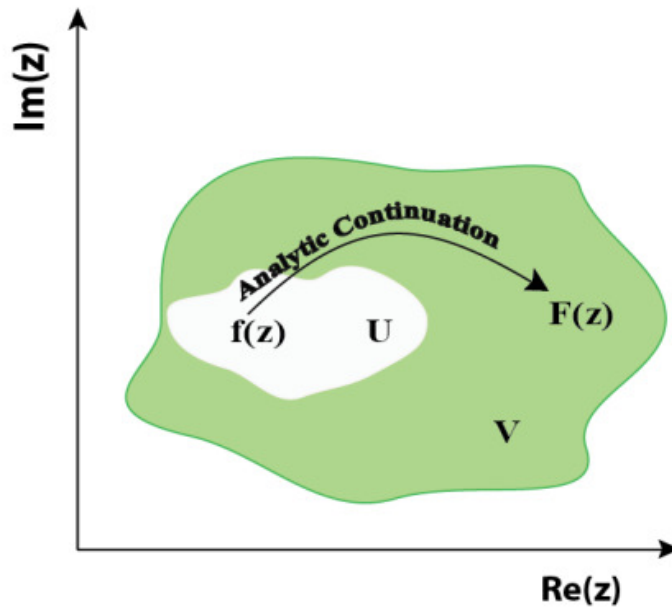 Im(z)
Analytic Continuation
f(z)
U
F(z)
V
Re(z)